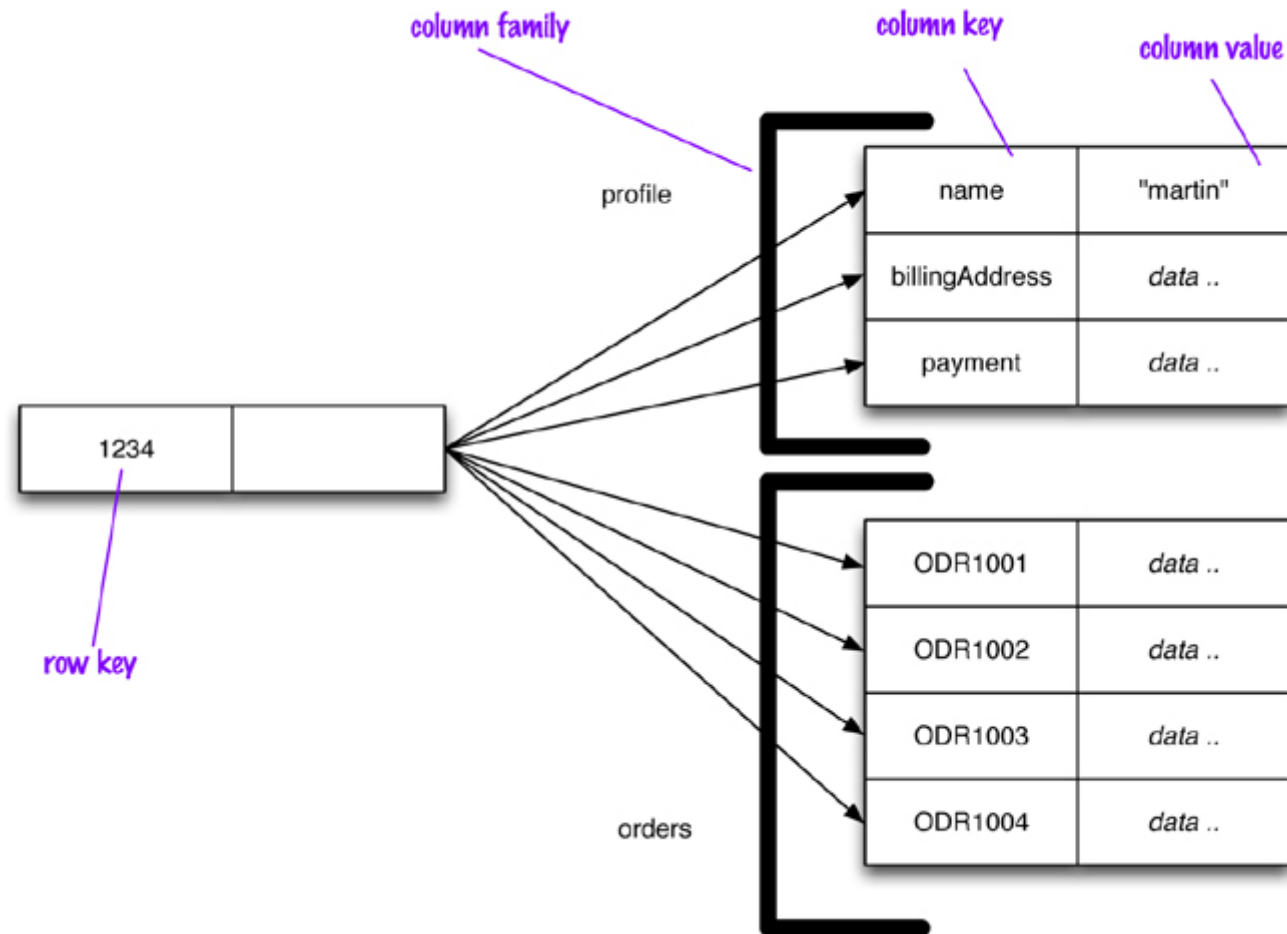 column family
column key
column value
profile
name
"martin"
billingAddress
data ..
payment
data ..
1234
row key
ODR1001
data ..
ODR1002
data ..
ODR1003
data ..
ODR1004
data ..
orders